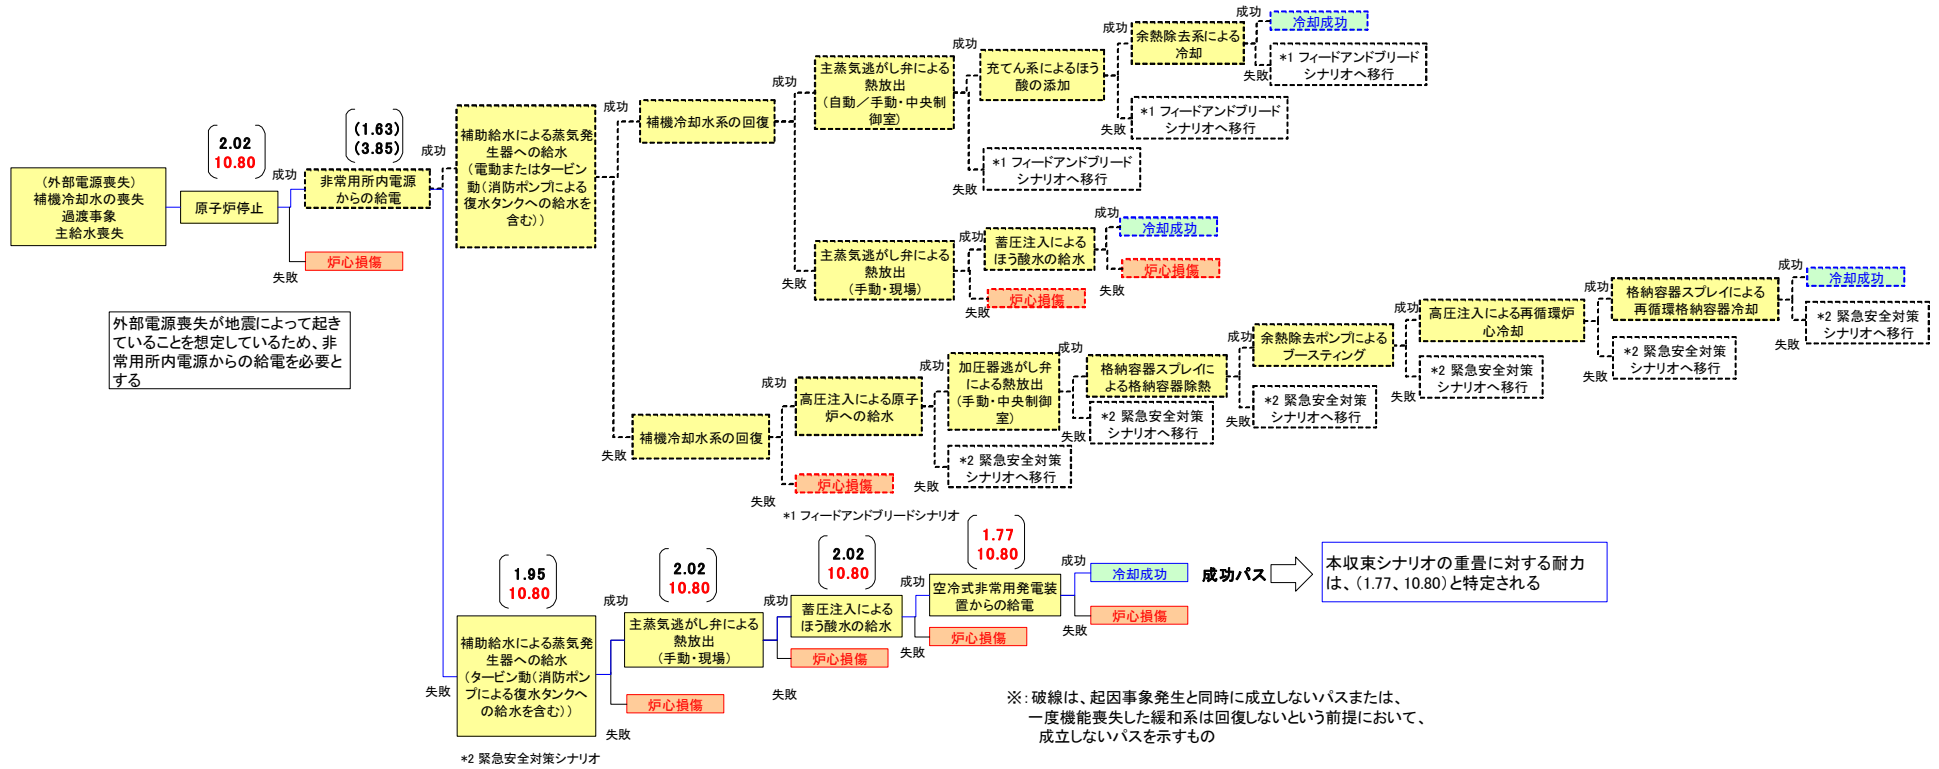 （外部電源喪失）
補機冷却水の喪失
過渡事象
主給水喪失
2.02
10.80
原子炉停止
成功
失敗
炉心損傷
(1.63)
(3.85)
非常用所内電源
からの給電
成功
失敗
外部電源喪失が地震によって起き
ていることを想定しているため、非
常用所内電源からの給電を必要と
する
補助給水による蒸気発
生器への給水
（電動またはタービン
動（消防ポンプによる
復水タンクへの給水を
含む））
成功
失敗
補機冷却水系の回復
成功
失敗
主蒸気逃がし弁による
熱放出
（自動／手動・中央制
御室）
成功
失敗
*1 フィードアンドブリード
シナリオへ移行
充てん系によるほう
酸の添加
成功
失敗
*1 フィードアンドブリード
シナリオへ移行
余熱除去系による
冷却
成功
冷却成功
失敗
*1 フィードアンドブリード
シナリオへ移行
主蒸気逃がし弁による
熱放出
（手動・現場）
成功
失敗
炉心損傷
蓄圧注入による
ほう酸水の給水
成功
冷却成功
失敗
炉心損傷
補機冷却水系の回復
成功
失敗
炉心損傷
*1 フィードアンドブリードシナリオ
高圧注入による原子
炉への給水
成功
失敗
*2 緊急安全対策
シナリオへ移行
加圧器逃がし弁
による熱放出
（手動・中央制御
室）
成功
失敗
*2 緊急安全対策
シナリオへ移行
格納容器スプレイに
よる格納容器除熱
成功
失敗
*2 緊急安全対策
シナリオへ移行
余熱除去ポンプによる
ブースティング
成功
失敗
*2 緊急安全対策
シナリオへ移行
高圧注入による再循環炉
心冷却
成功
失敗
*2 緊急安全対策
シナリオへ移行
格納容器スプレイによる
再循環格納容器冷却
成功
冷却成功
失敗
*2 緊急安全対策
シナリオへ移行
1.95
10.80
補助給水による蒸気発
生器への給水
（タービン動（消防ポン
プによる復水タンクへ
の給水を含む））
*2 緊急安全対策シナリオ
成功
失敗
炉心損傷
2.02
10.80
主蒸気逃がし弁による
熱放出
（手動・現場）
成功
失敗
炉心損傷
2.02
10.80
蓄圧注入による
ほう酸水の給水
成功
失敗
炉心損傷
1.77
10.80
空冷式非常用発電装
置からの給電
成功
冷却成功
失敗
炉心損傷
成功パス
本収束シナリオの重畳に対する耐力
は、（1.77、10.80）と特定される
※：破線は、起因事象発生と同時に成立しないパスまたは、
一度機能喪失した緩和系は回復しないという前提において、
成立しないパスを示すもの